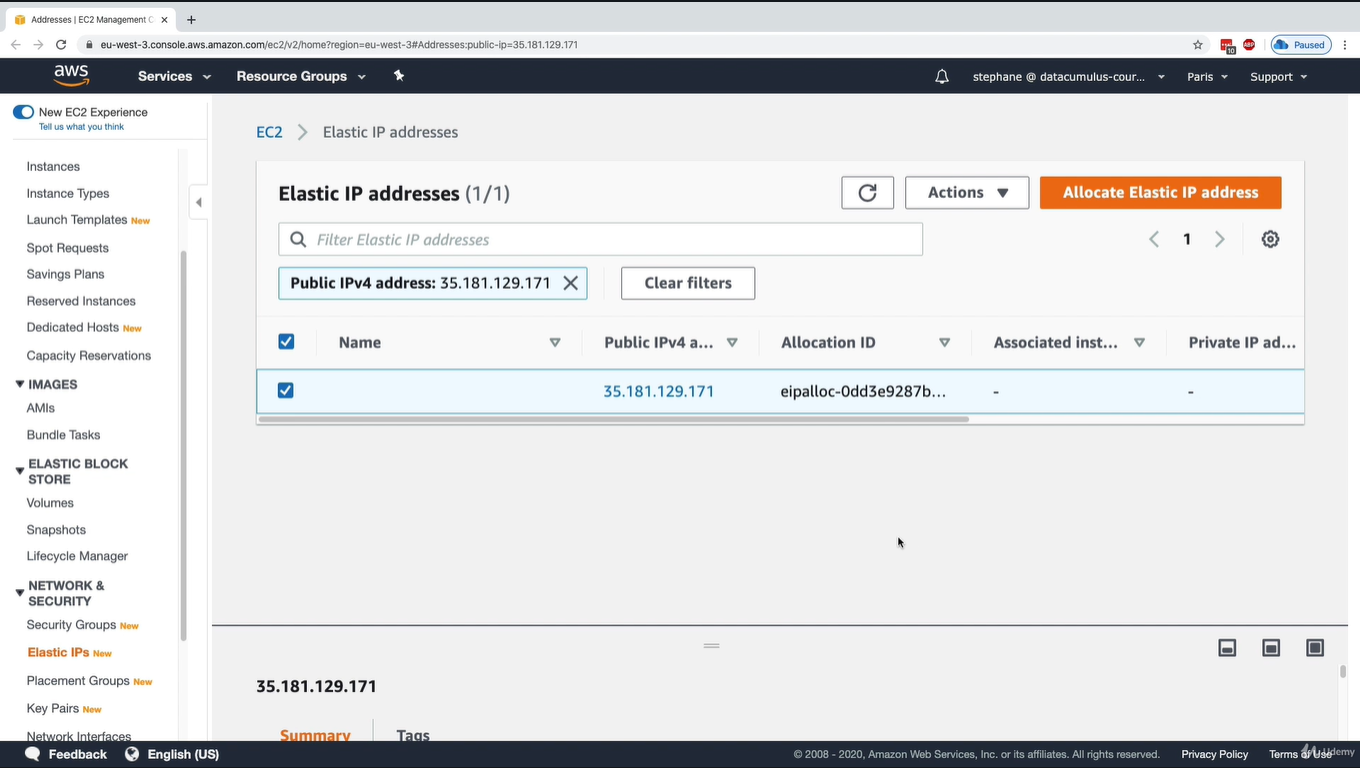 Addresses | EC2 Management C
eu-west-3.console.aws.amazon.com/ec2/v2/home?region=eu-west-3#Addresses:public-ip=35.181.129.171
10
ABP
Paused
aws
Services
Resource Groups
stephane @ datacumulus-cour...
Paris
Support
New EC2 Experience
Tell us what you think
Instances
Instance Types
Launch Templates New
Spot Requests
Savings Plans
Reserved Instances
Dedicated Hosts New
Capacity Reservations
IMAGES
AMIs
Bundle Tasks
ELASTIC BLOCK
STORE
Volumes
Snapshots
Lifecycle Manager
NETWORK &
SECURITY
Security Groups New
Elastic IPs New
Placement Groups New
Key Pairs New
Network Interfaces
EC2 Elastic IP addresses
Elastic IP addresses (1/1)
Actions
Allocate Elastic IP address
Filter Elastic IP addresses
1
Public IPv4 address: 35.181.129.171
Clear filters
Name
Public IPv4 a...
Allocation ID
Associated inst...
Private IP ad...
35.181.129.171
eipalloc-0dd3e9287b...
-
-
35.181.129.171
Summary
Tags
Feedback
English (US)
© 2008 - 2020, Amazon Web Services, Inc. or its affiliates. All rights reserved.
Privacy Policy
Terms of Use
Udemy